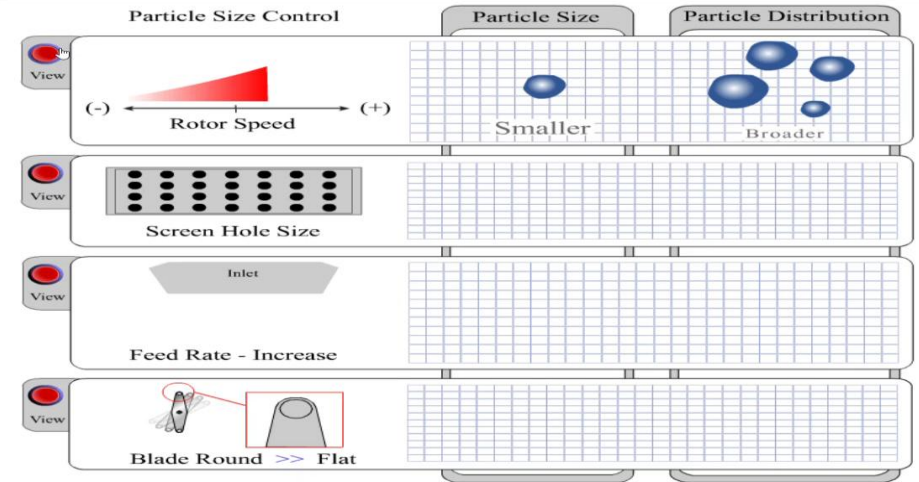 Particle Size Control
Particle Size
Particle Distribution
View
(-)
(+)
Rotor Speed
Smaller
Broader
View
Screen Hole Size
View
Inlet
Feed Rate - Increase
View
Blade Round >> Flat